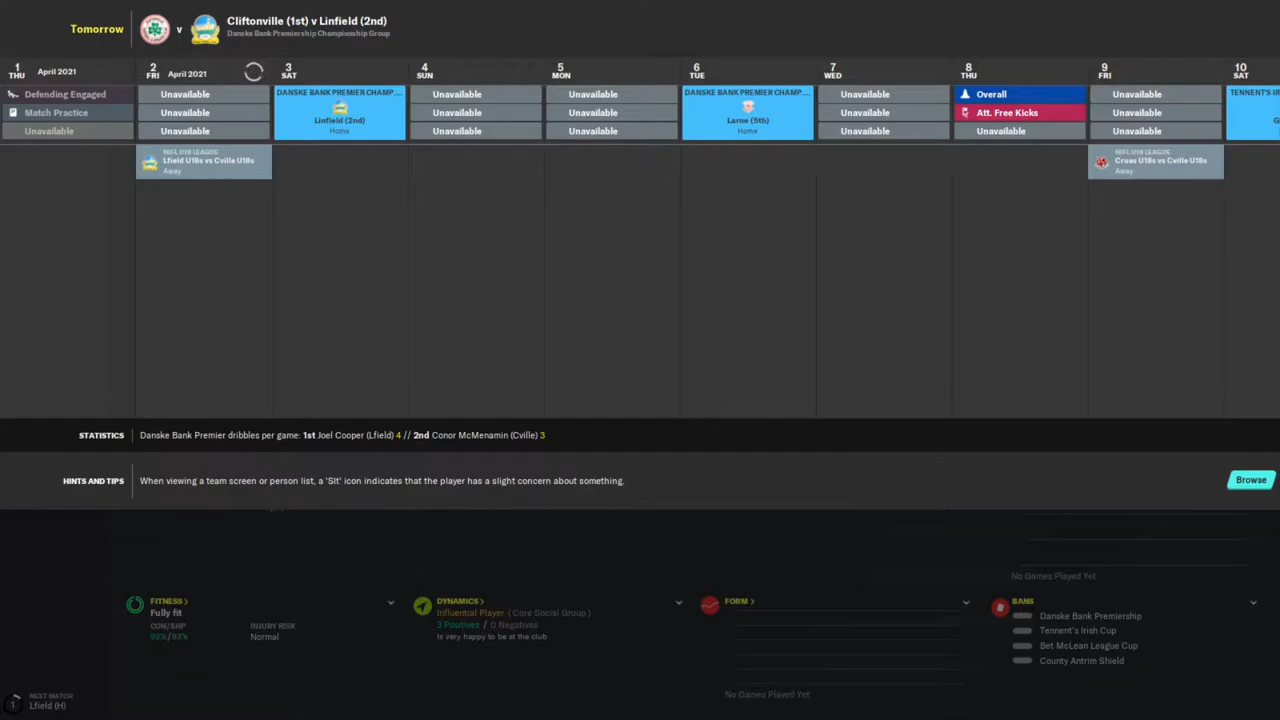 Tomorrow
v
Cliftonville (1st) v Linfield (2nd)
Danske Bank Premiership Championship Group
1
THU
April 2021
2
FRI
April 2021
3
SAT
4
SUN
5
MON
6
TUE
7
WED
8
THU
9
FRI
10
SAT
Defending Engaged
Match Practice
Unavailable
Unavailable
Unavailable
Unavailable
DANSKE BANK PREMIER CHAMP....
Linfield (2nd)
Home
Unavailable
Unavailable
Unavailable
Unavailable
Unavailable
Unavailable
DANSKE BANK PREMIER CHAMP....
Larne (5th)
Home
Unavailable
Unavailable
Unavailable
Overall
Att. Free Kicks
Unavailable
Unavailable
Unavailable
Unavailable
TENNENT'S IR
G
NIFL U18 LEAGUE
Lfield U18s vs Cville U18s
Away
NIFL U18 LEAGUE
Crues U18s vs Cville U18s
Away
STATISTICS
Danske Bank Premier dribbles per game: 1st Joel Cooper (Lfield) 4 // 2nd Conor McMenamin (Cville) 3
HINTS AND TIPS
When viewing a team screen or person list, a 'Slt' icon indicates that the player has a slight concern about something.
Browse
No Games Played Yet
FITNESS >
Fully fit
CON/SHP
99%/93%
INJURY RISK
Normal
DYNAMICS >
Influential Player. ( Core Social Group )
3 Positives / 0 Negatives
Is very happy to be at the club
FORM >
No Games Played Yet
BANS
Danske Bank Premiership
Tennent's Irish Cup
Bet McLean League Cup
County Antrim Shield
1
NEXT MATCH
Lfield (H)